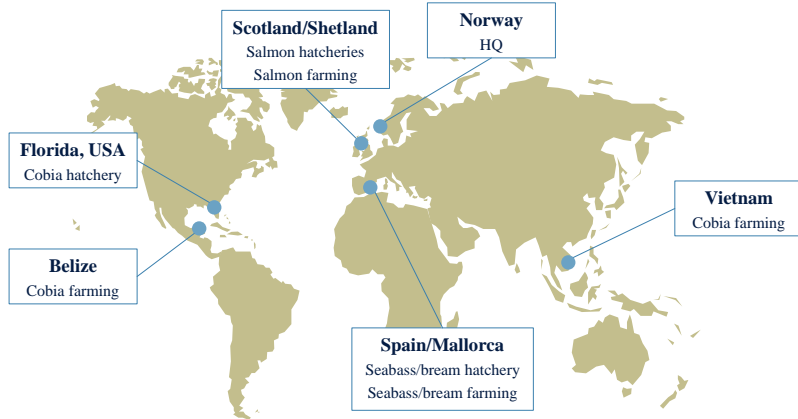 Scotland/Shetland
Salmon hatcheries
Salmon farming
Norway
HQ
Florida, USA
Cobia hatchery
Vietnam
Cobia farming
Belize
Cobia farming
Spain/Mallorca
Seabass/bream hatchery
Seabass/bream farming